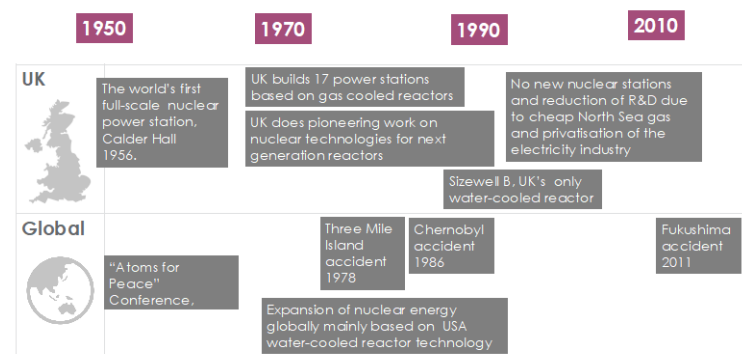 1950
1970
1990
2010
UK
The world's first
full-scale nuclear
power station,
Calder Hall
1956.
UK builds 17 power stations
based on gas cooled reactors
UK does pioneering work on
nuclear technologies for next
generation reactors
No new nuclear stations
and reduction of R&D due
to cheap North Sea gas
and privatisation of the
electricity industry
Sizewell B, UK's only
water-cooled reactor
Global
"Atoms for
Peace"
Conference,
Three Mile
Island
accident
1978
Chernobyl
accident
1986
Fukushima
accident
2011
Expansion of nuclear energy
globally mainly based on USA
water-cooled reactor technology